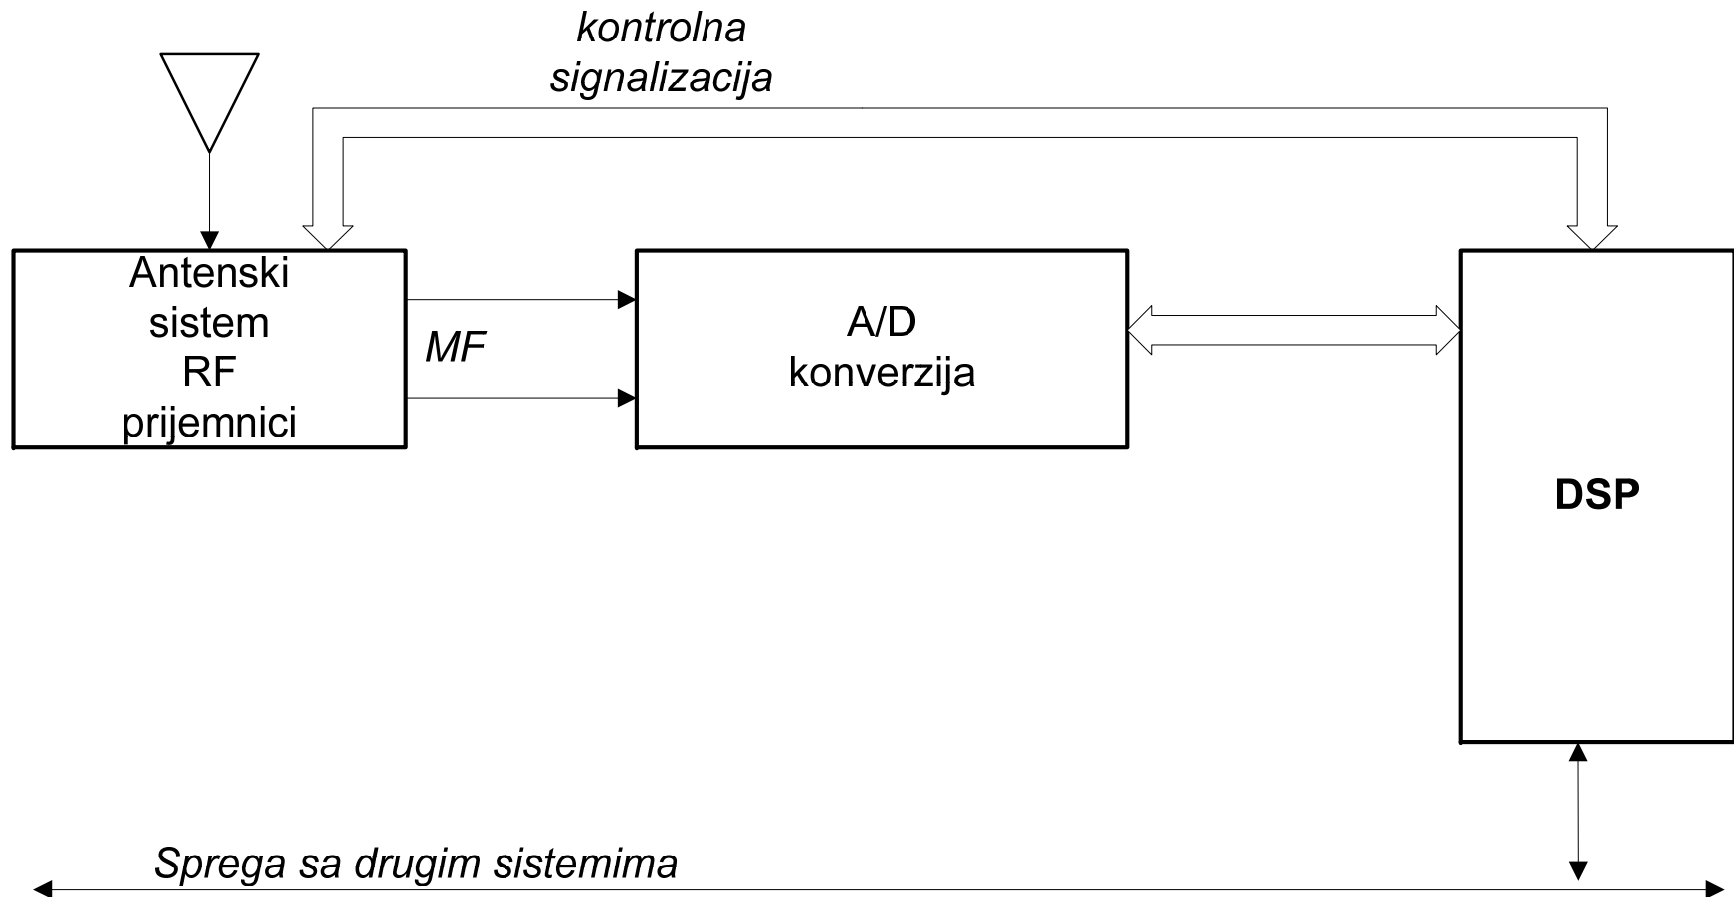 kontrolna
signalizacija
Antenski
sistem
RF
prijemnici
MF
A/D
konverzija
DSP
Sprega sa drugim sistemima